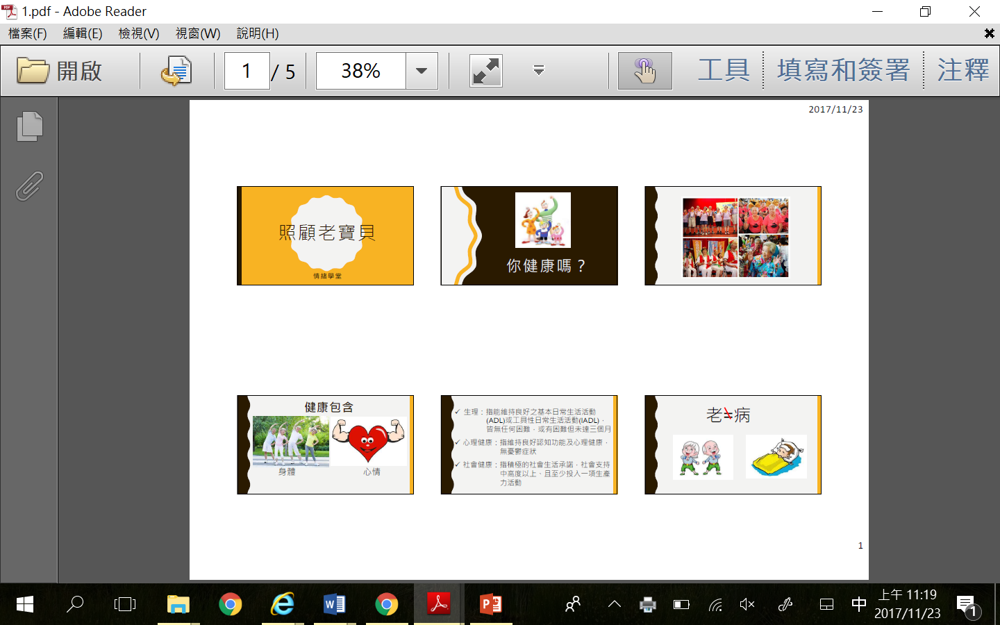 1.pdf - Adobe Reader
檔案(F) 編輯(E) 檢視(V) 視窗(W) 說明(H)
開啟 1 / 5 38% 工具 填寫和簽署 注釋
2017/11/23
照顧老寶貝
情緒學堂
你健康嗎？
健康包含
身體 心情
✓ 生理：指能維持良好之基本日常生活活動
(ADL)或工具性日常生活活動(IADL)，
皆無任何困難，或有困難但未達三個月
✓ 心理健康：指維持良好認知功能及心理健康，
無憂鬱症狀
✓ 社會健康：指積極的社會生活承諾，社會支持
中高度以上、且至少投入一項生產
力活動
老=病
1
中
上午 11:19
2017/11/23
1